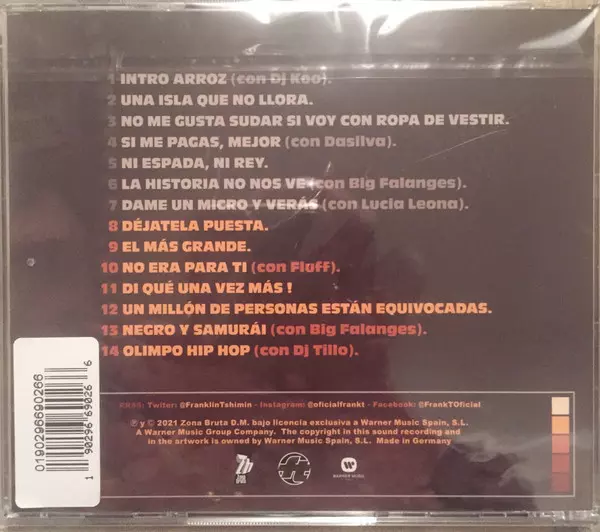 1 INTRO ARROZ (con Dj Koo).
2 UNA ISLA QUE NO LLORA.
3 NO ME GUSTA SUDAR SI VOY CON ROPA DE VESTIR.
4 SI ME PAGAS, MEJOR (con Dasilva).
5 NI ESPADA, NI REY.
6 LA HISTORIA NO NOS VE (con Big Falanges).
7 DAME UN MICRO Y VERÁS (con Lucia Leona).
8 DÉJATELA PUESTA.
9 EL MÁS GRANDE.
10 NO ERA PARA TI (con Fluff).
11 DI QUÉ UNA VEZ MÁS !
12 UN MILLÓN DE PERSONAS ESTÁN EQUIVOCADAS.
13 NEGRO Y SAMURÁI (con Big Falanges).
14 OLIMPO HIP HOP (con Dj Tillo).
0190296690266
1 90296 69026 6
RRSS: Twiter: @FranklinTshimin - Instagram: @oficialfrankt - Facebook: @FrankTOficial
℗ y © 2021 Zona Bruta D.M. bajo licencia exclusiva a Warner Music Spain, S.L.
A Warner Music Group Company. The copyright in this sound recording and
in the artwork is owned by Warner Music Spain, S.L. Made in Germany
WARNER MUSIC